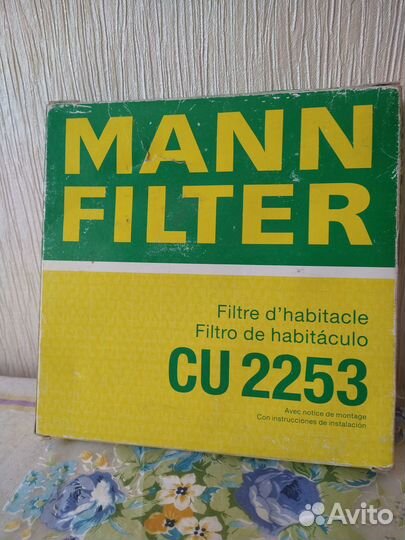 MANN
FILTER
Filtre d'habitacle
Filtro de habitáculo
CU 2253
Avec notice de montage
Con instrucciones de instalación
Avito